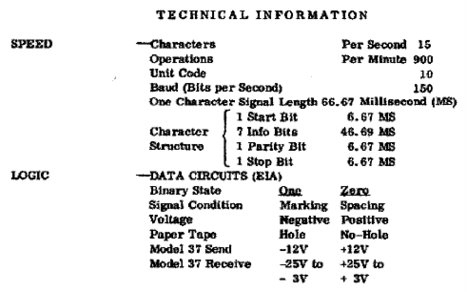 TECHNICAL INFORMATION
SPEED —Characters Per Second 15
Operations Per Minute 900
Unit Code 10
Baud (Bits per Second) 150
One Character Signal Length 66.67 Millisecond (MS)
1 Start Bit 6.67 MS
Character 7 Info Bits 46.69 MS
Structure 1 Parity Bit 6.67 MS
1 Stop Bit 6.67 MS
LOGIC —DATA CIRCUITS (EIA)
Binary State One Zero
Signal Condition Marking Spacing
Voltage Negative Positive
Paper Tape Hole No-Hole
Model 37 Send -12V +12V
Model 37 Receive -25V to +25V to
- 3V + 3V